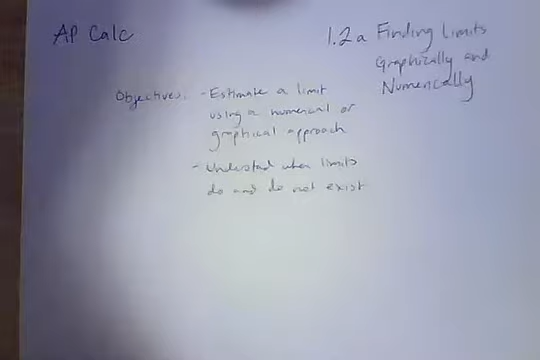 AP Calc
1.2a Finding Limits
Graphically and
Numerically
Objectives: - Estimate a limit
using a numerical or
graphical approach
- Understand when limits
do and do not exist